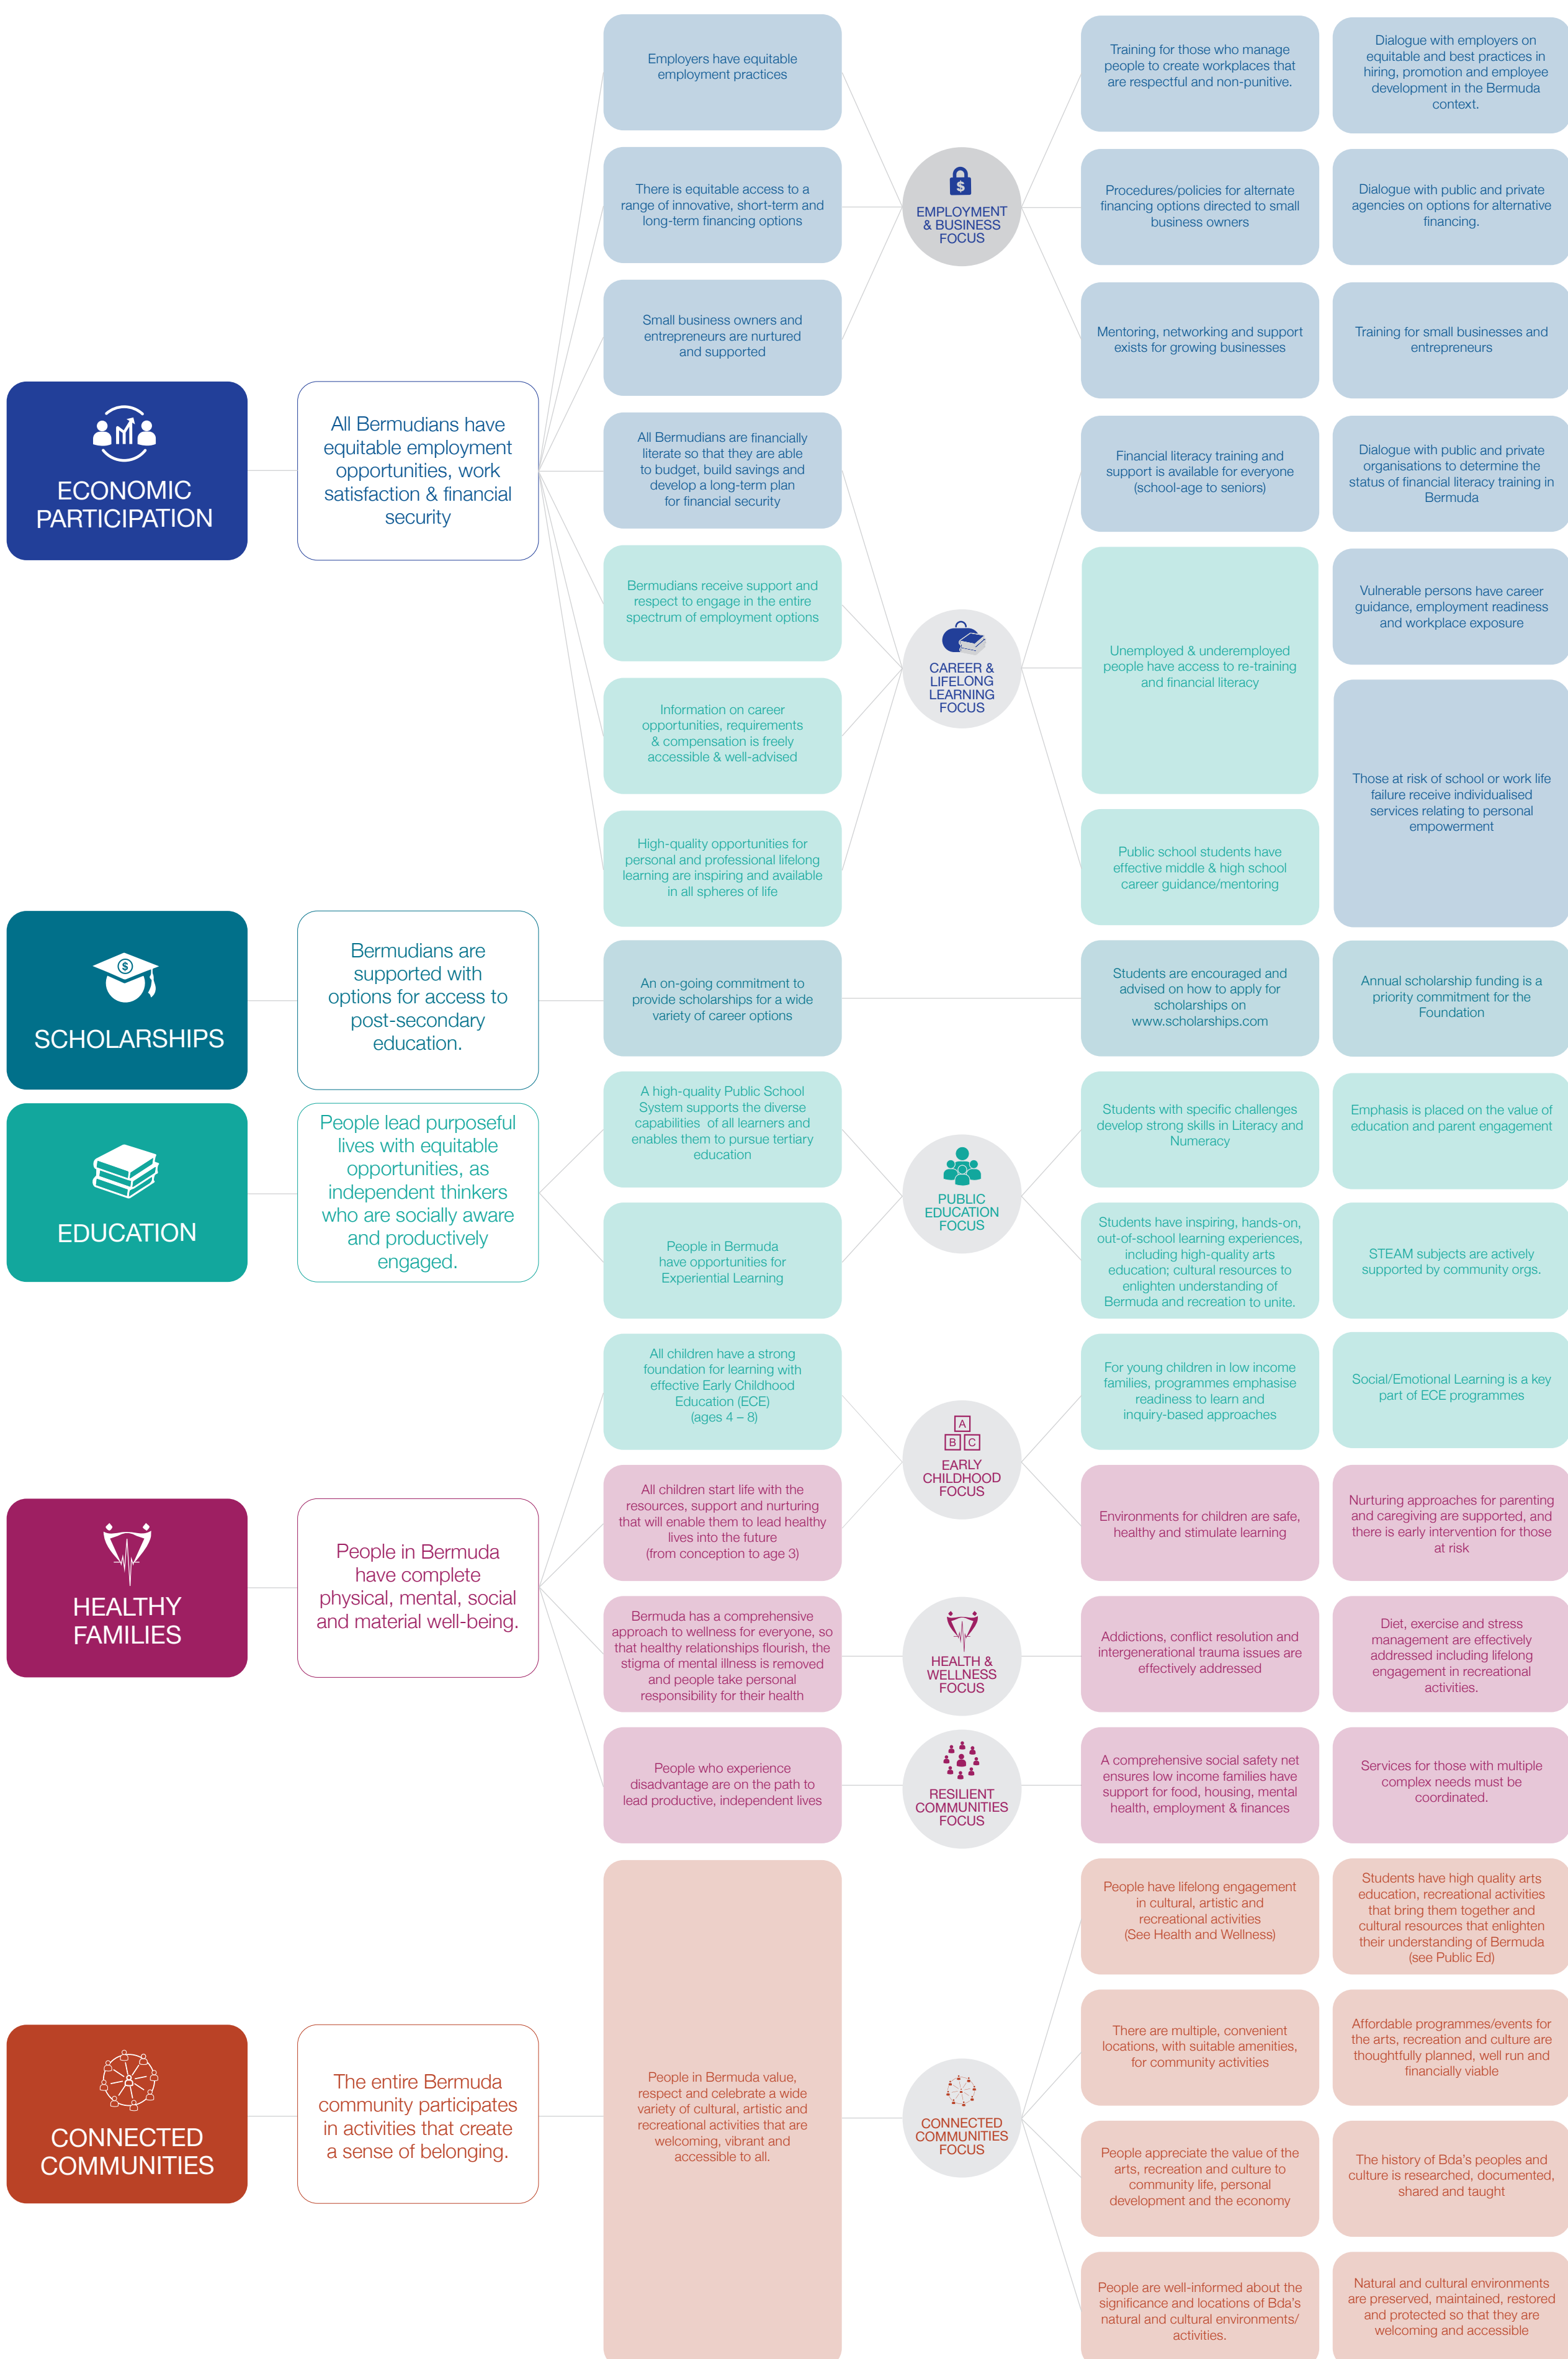 Employers have equitable
employment practices
There is equitable access to a
range of innovative, short-term and
long-term financing options
Small business owners and
entrepreneurs are nurtured
and supported
EMPLOYMENT
& BUSINESS
FOCUS
$
Training for those who manage
people to create workplaces that
are respectful and non-punitive.
Dialogue with employers on
equitable and best practices in
hiring, promotion and employee
development in the Bermuda
context.
Procedures/policies for alternate
financing options directed to small
business owners
Dialogue with public and private
agencies on options for alternative
financing.
Mentoring, networking and support
exists for growing businesses
Training for small businesses and
entrepreneurs
ECONOMIC
PARTICIPATION
All Bermudians have
equitable employment
opportunities, work
satisfaction & financial
security
All Bermudians are financially
literate so that they are able
to budget, build savings and
develop a long-term plan
for financial security
Bermudians receive support and
respect to engage in the entire
spectrum of employment options
Information on career
opportunities, requirements
& compensation is freely
accessible & well-advised
High-quality opportunities for
personal and professional lifelong
learning are inspiring and available
in all spheres of life
CAREER &
LIFELONG
LEARNING
FOCUS
Financial literacy training and
support is available for everyone
(school-age to seniors)
Dialogue with public and private
organisations to determine the
status of financial literacy training in
Bermuda
Unemployed & underemployed
people have access to re-training
and financial literacy
Vulnerable persons have career
guidance, employment readiness
and workplace exposure
Those at risk of school or work life
failure receive individualised
services relating to personal
empowerment
Public school students have
effective middle & high school
career guidance/mentoring
$
SCHOLARSHIPS
Bermudians are
supported with
options for access to
post-secondary
education.
An on-going commitment to
provide scholarships for a wide
variety of career options
Students are encouraged and
advised on how to apply for
scholarships on
www.scholarships.com
Annual scholarship funding is a
priority commitment for the
Foundation
EDUCATION
People lead purposeful
lives with equitable
opportunities, as
independent thinkers
who are socially aware
and productively
engaged.
A high-quality Public School
System supports the diverse
capabilities of all learners and
enables them to pursue tertiary
education
People in Bermuda
have opportunities for
Experiential Learning
PUBLIC
EDUCATION
FOCUS
Students with specific challenges
develop strong skills in Literacy and
Numeracy
Emphasis is placed on the value of
education and parent engagement
Students have inspiring, hands-on,
out-of-school learning experiences,
including high-quality arts
education; cultural resources to
enlighten understanding of
Bermuda and recreation to unite.
STEAM subjects are actively
supported by community orgs.
HEALTHY
FAMILIES
People in Bermuda
have complete
physical, mental, social
and material well-being.
All children have a strong
foundation for learning with
effective Early Childhood
Education (ECE)
(ages 4 – 8)
All children start life with the
resources, support and nurturing
that will enable them to lead healthy
lives into the future
(from conception to age 3)
A
B C
EARLY
CHILDHOOD
FOCUS
For young children in low income
families, programmes emphasise
readiness to learn and
inquiry-based approaches
Social/Emotional Learning is a key
part of ECE programmes
Environments for children are safe,
healthy and stimulate learning
Nurturing approaches for parenting
and caregiving are supported, and
there is early intervention for those
at risk
Bermuda has a comprehensive
approach to wellness for everyone, so
that healthy relationships flourish, the
stigma of mental illness is removed
and people take personal
responsibility for their health
HEALTH &
WELLNESS
FOCUS
Addictions, conflict resolution and
intergenerational trauma issues are
effectively addressed
Diet, exercise and stress
management are effectively
addressed including lifelong
engagement in recreational
activities.
People who experience
disadvantage are on the path to
lead productive, independent lives
RESILIENT
COMMUNITIES
FOCUS
A comprehensive social safety net
ensures low income families have
support for food, housing, mental
health, employment & finances
Services for those with multiple
complex needs must be
coordinated.
CONNECTED
COMMUNITIES
The entire Bermuda
community participates
in activities that create
a sense of belonging.
People in Bermuda value,
respect and celebrate a wide
variety of cultural, artistic and
recreational activities that are
welcoming, vibrant and
accessible to all.
CONNECTED
COMMUNITIES
FOCUS
People have lifelong engagement
in cultural, artistic and
recreational activities
(See Health and Wellness)
Students have high quality arts
education, recreational activities
that bring them together and
cultural resources that enlighten
their understanding of Bermuda
(see Public Ed)
There are multiple, convenient
locations, with suitable amenities,
for community activities
Affordable programmes/events for
the arts, recreation and culture are
thoughtfully planned, well run and
financially viable
People appreciate the value of the
arts, recreation and culture to
community life, personal
development and the economy
The history of Bda's peoples and
culture is researched, documented,
shared and taught
People are well-informed about the
significance and locations of Bda's
natural and cultural environments/
activities.
Natural and cultural environments
are preserved, maintained, restored
and protected so that they are
welcoming and accessible